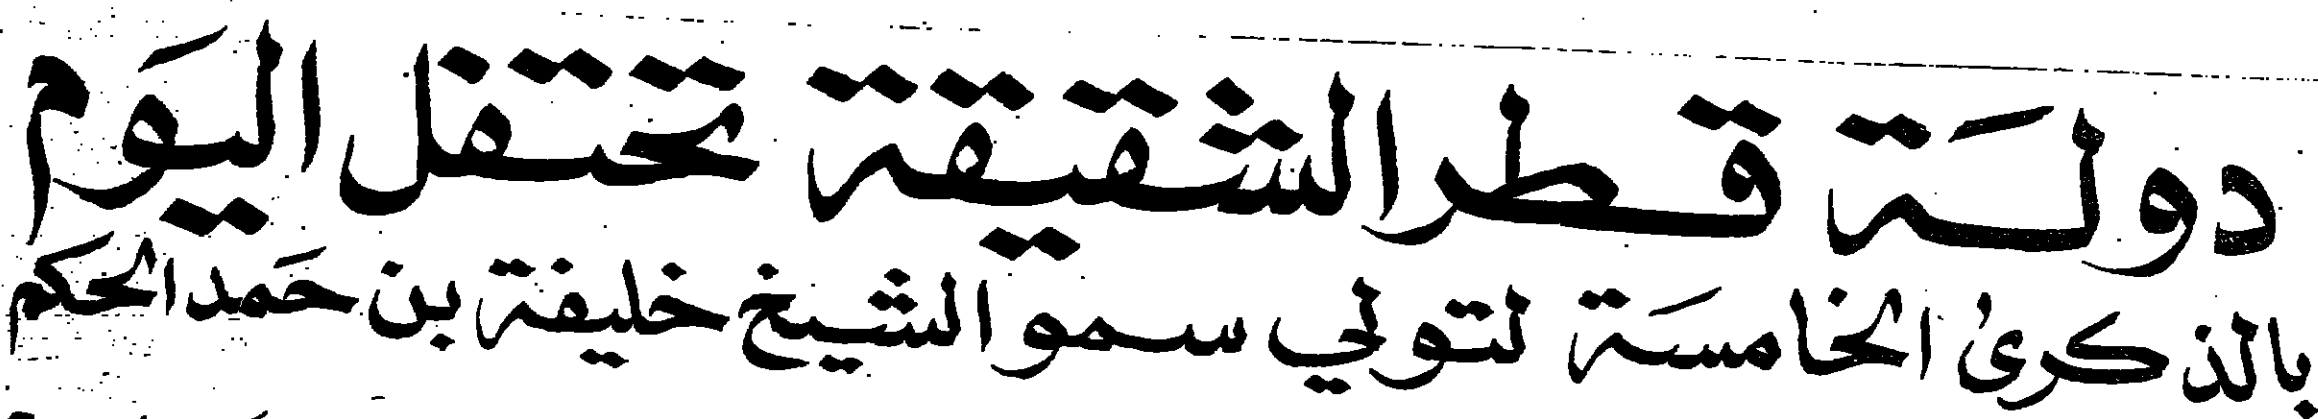 دولة قطر الشقيقة تحتفل اليوم
بالذكرى الخامسة لتولي سمو الشيخ خليفة بن حمد الحكم